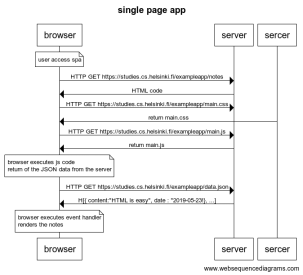 single page app
browser
server
sercer
user access spa
HTTP GET https://studies.cs.helsinki.fi/exampleapp/notes
HTML code
HTTP GET https://studies.cs.helsinki.fi/exampleapp/main.css
return main.css
HTTP GET https://studies.cs.helsinki.fi/exampleapp/main.js
return main.js
browser executes js code
return of the JSON data from the server
HTTP GET https://studies.cs.helsinki.fi/exampleapp/data.json
content:"HTML is easy", date : "2019-05-23
browser executes event handler
renders the notes
browser
server
sercer
www.websequencediagrams.com